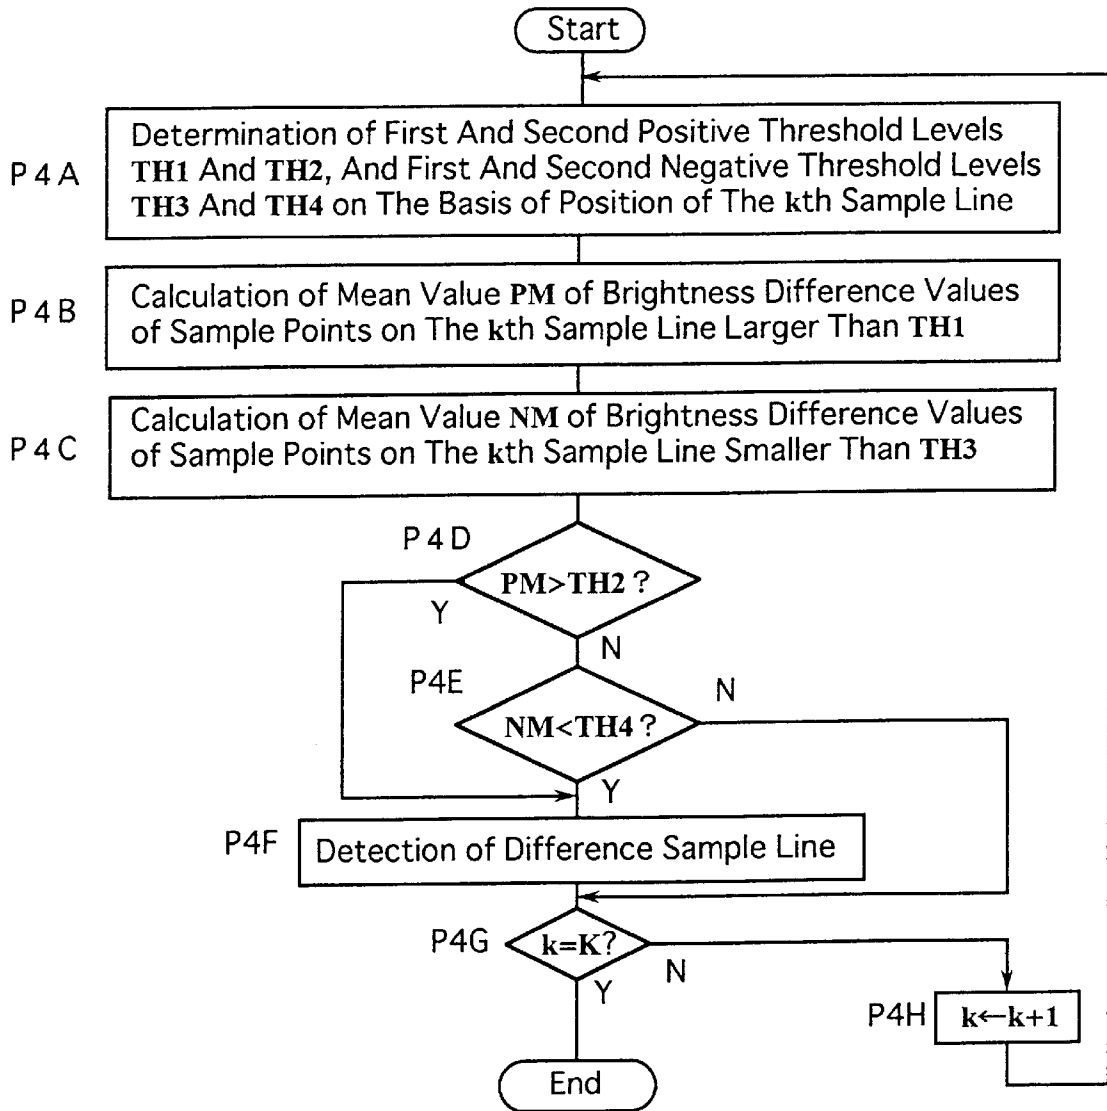 Start
P4A
Determination of First And Second Positive Threshold Levels
TH1 And TH2, And First And Second Negative Threshold Levels
TH3 And TH4 on The Basis of Position of The kth Sample Line
P4B
Calculation of Mean Value PM of Brightness Difference Values
of Sample Points on The kth Sample Line Larger Than TH1
P4C
Calculation of Mean Value NM of Brightness Difference Values
of Sample Points on The kth Sample Line Smaller Than TH3
P4D
PM>TH2?
Y
N
P4E
NM<TH4?
N
Y
P4F
Detection of Difference Sample Line
P4G
k=K?
N
Y
P4H
k←k+1
End